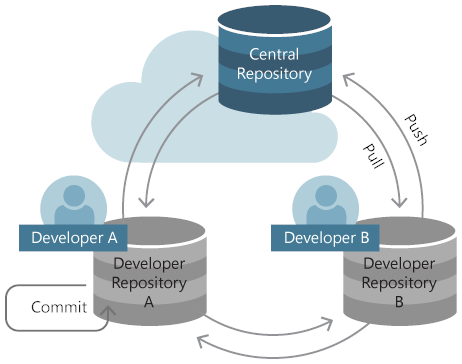 Central
Repository
Push
Pull
Developer A
Developer B
Developer
Repository
A
Developer
Repository
B
Commit